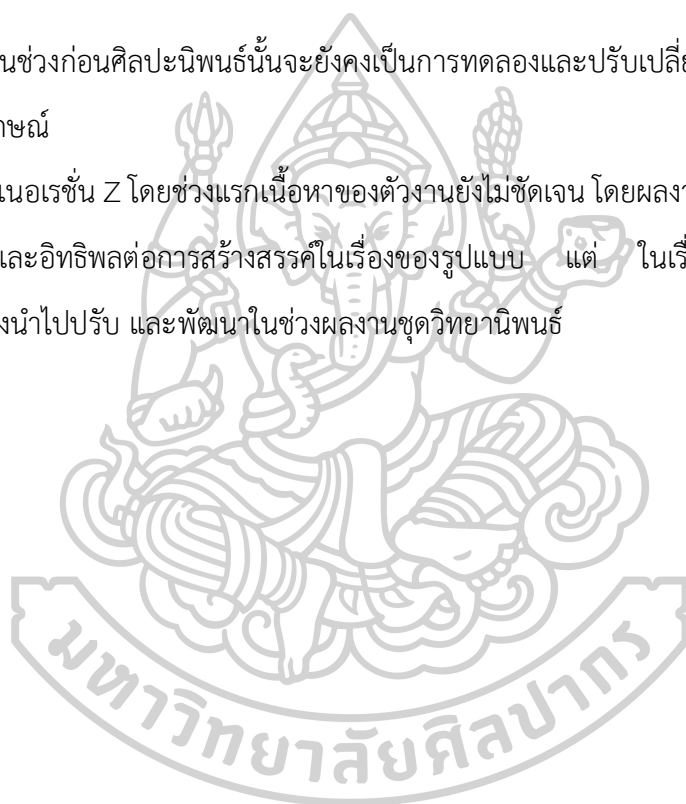 นช่วงก่อนศิลปะนิพนธ์นั้นจะยังคงเป็นการทดลองและปรับเปลี่ย
าษณ์
เนอเรชั่น Z โดยช่วงแรกเนื้อหาของตัวงานยังไม่ชัดเจน โดยผลงา
และอิทธิพลต่อการสร้างสรรค์ในเรื่องของรูปแบบ แต่ ในเรื่
งนำไปปรับ และพัฒนาในช่วงผลงานชุดวิทยานิพนธ์
มหาวิทยาลัยศิลปากร